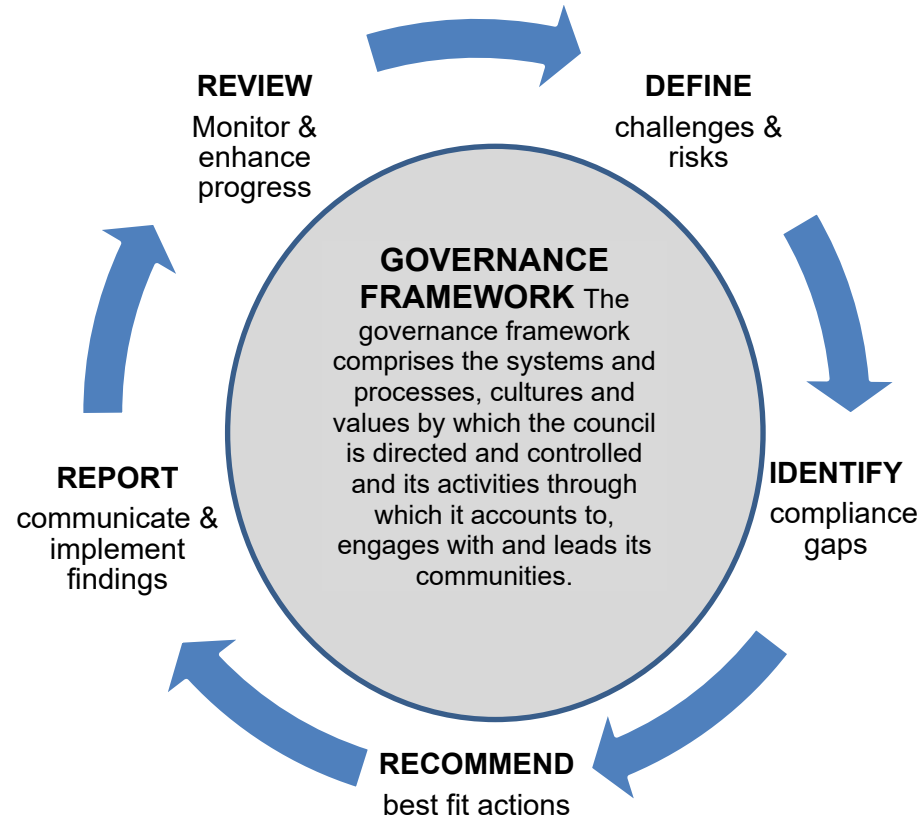 REVIEW
Monitor &
enhance
progress
DEFINE
challenges &
risks
GOVERNANCE
FRAMEWORK The
governance framework
comprises the systems and
processes, cultures and
values by which the council
is directed and controlled
and its activities through
which it accounts to,
engages with and leads its
communities.
IDENTIFY
compliance
gaps
REPORT
communicate &
implement
findings
RECOMMEND
best fit actions